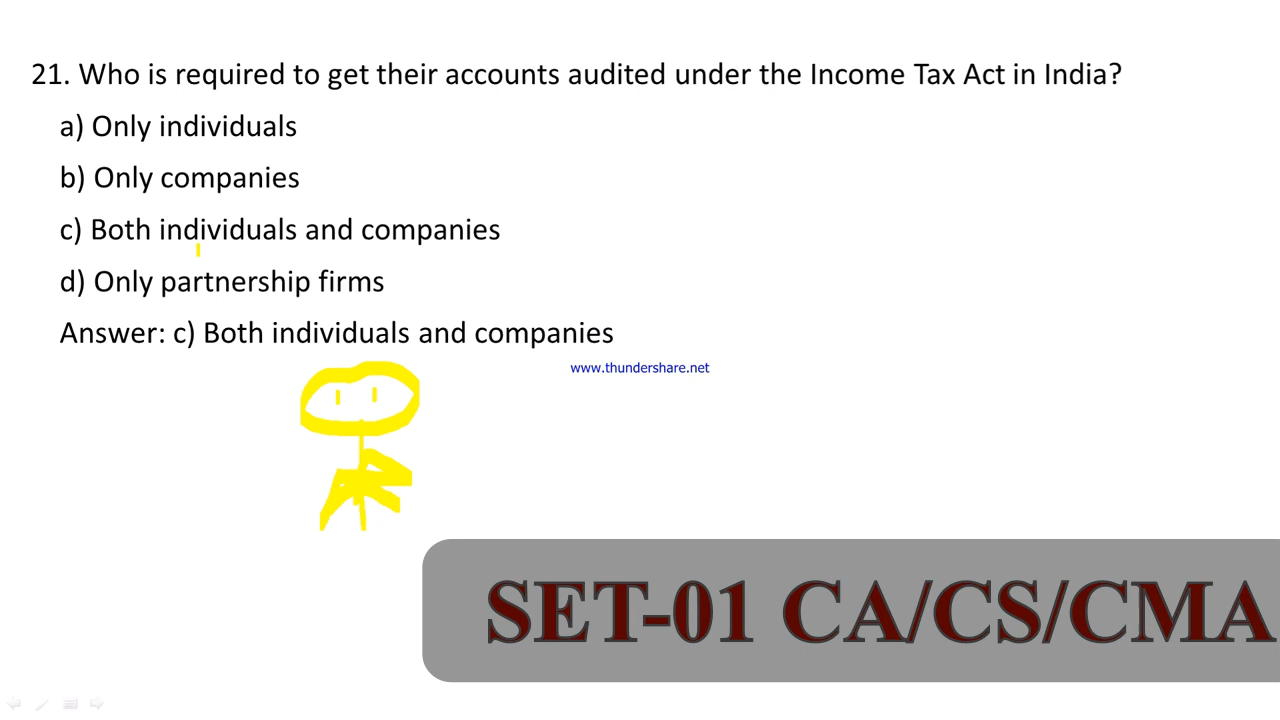 21. Who is required to get their accounts audited under the Income Tax Act in India?
a) Only individuals
b) Only companies
c) Both individuals and companies
d) Only partnership firms
Answer: c) Both individuals and companies
www.thundershare.net
SET-01 CA/CS/CMA